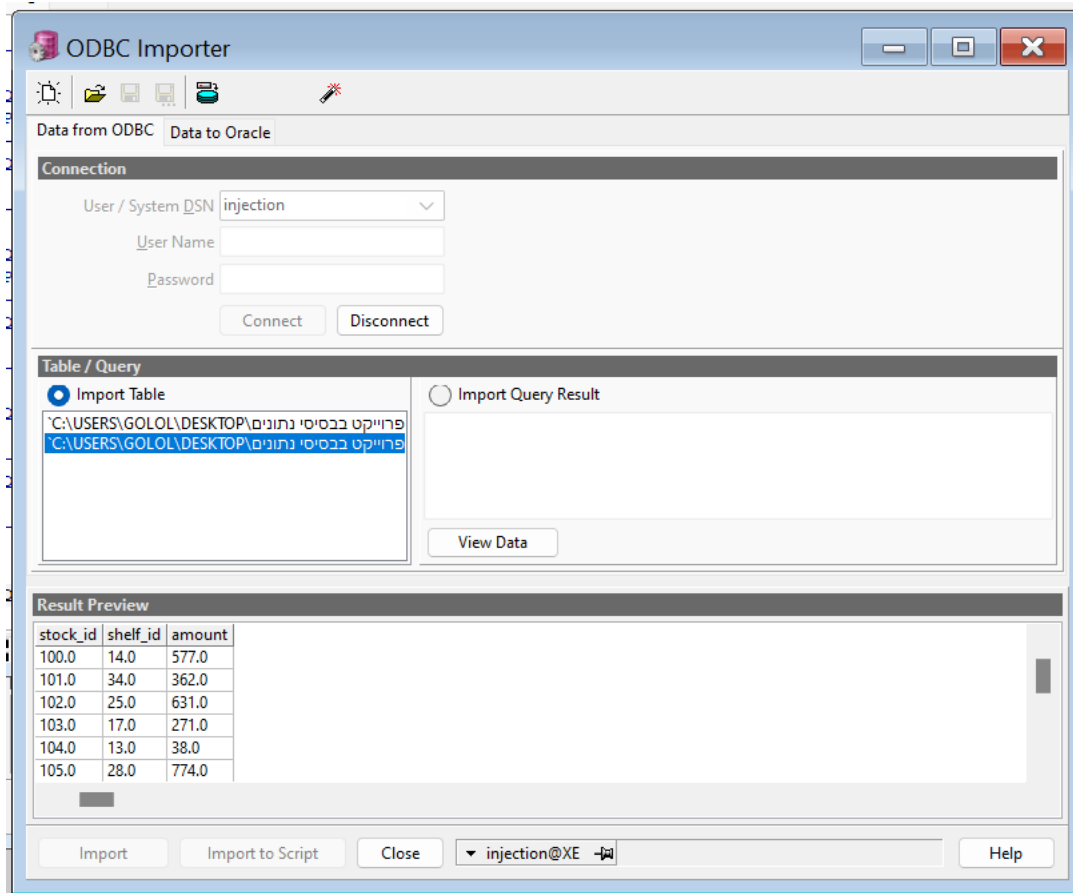 ODBC Importer
Data from ODBC Data to Oracle
Connection
User / System DSN injection
User Name
Password
Connect Disconnect
Table / Query
Import Table
Import Query Result
`C:\USERS\GOLOL\DESKTOP\פרוייקט בבסיסי נתונים
`C:\USERS\GOLOL\DESKTOP\פרוייקט בבסיסי נתונים
View Data
Result Preview
stock_id shelf_id amount
100.0 14.0 577.0
101.0 34.0 362.0
102.0 25.0 631.0
103.0 17.0 271.0
104.0 13.0 38.0
105.0 28.0 774.0
Import Import to Script Close injection@XE Help